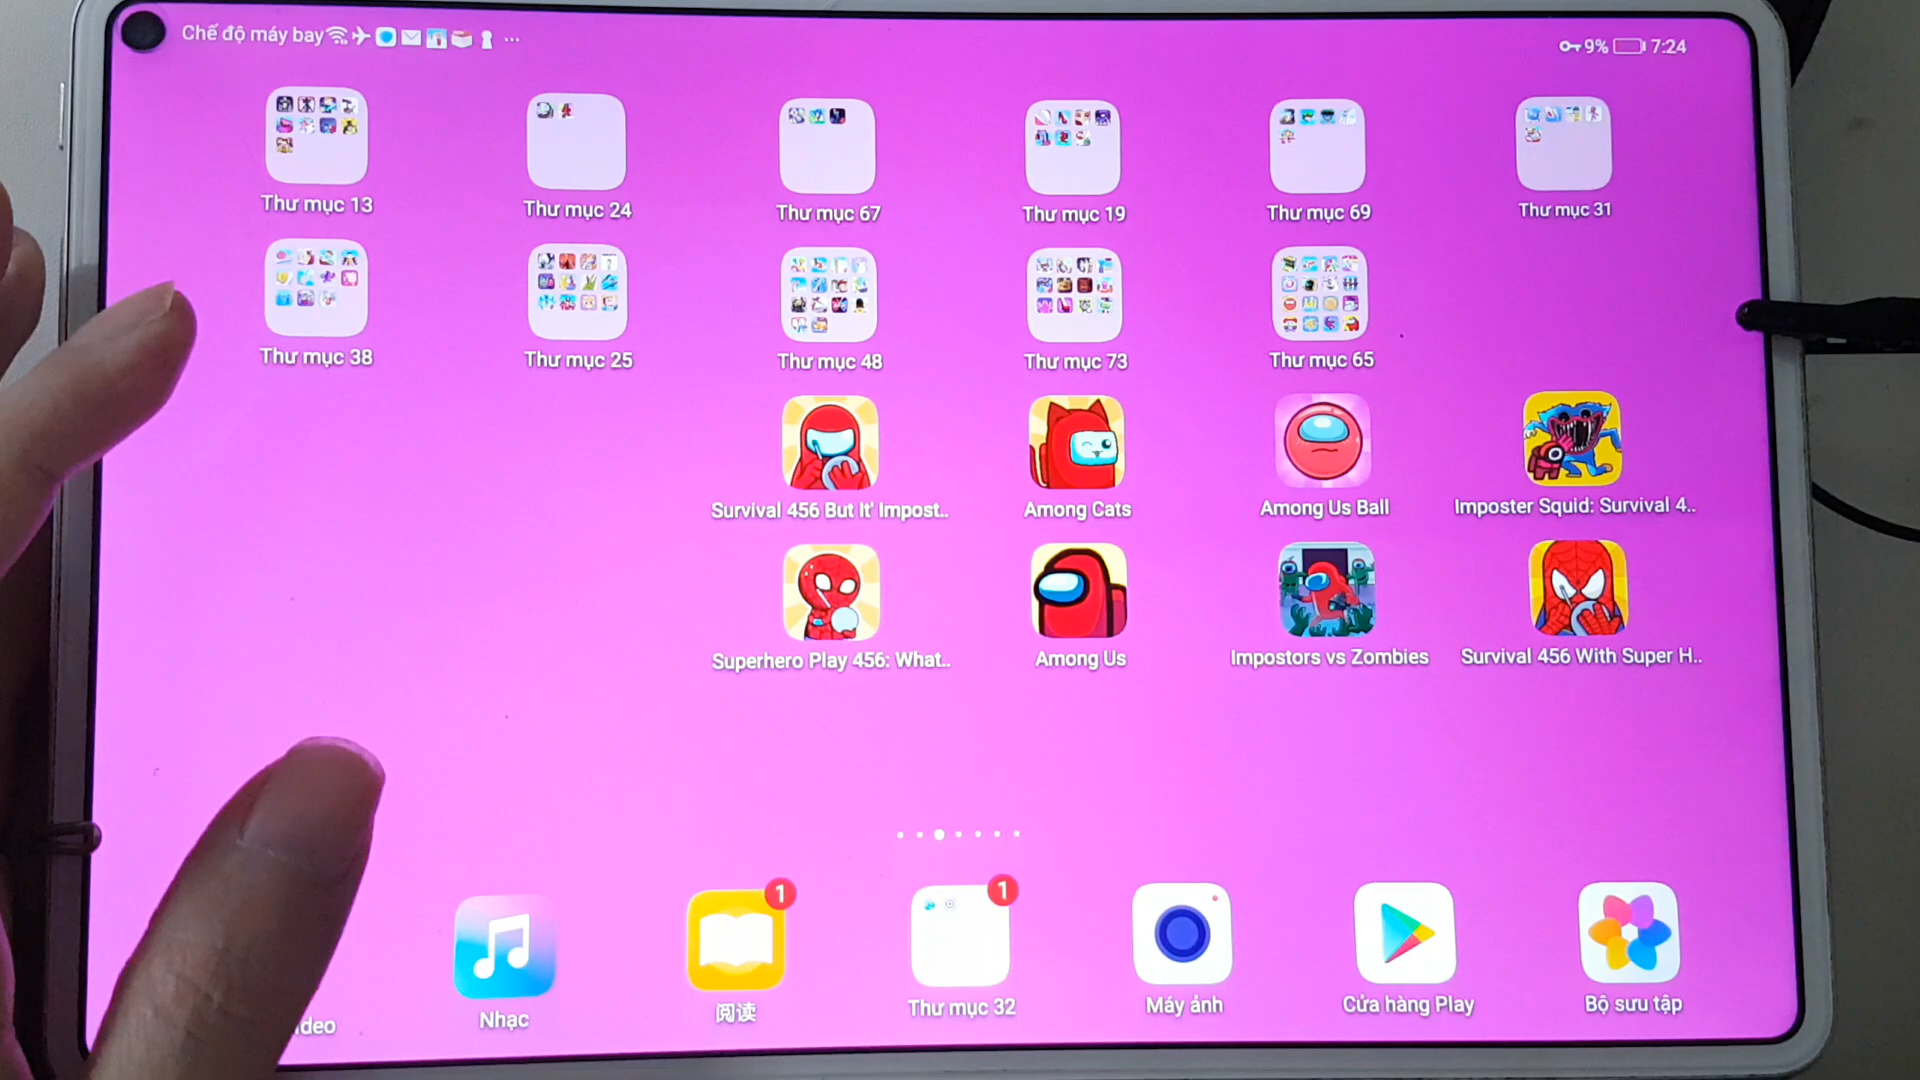 Chế độ máy bay
9% 7:24
Thư mục 13
Thư mục 24
Thư mục 67
Thư mục 19
Thư mục 69
Thư mục 31
Thư mục 38
Thư mục 25
Thư mục 48
Thư mục 73
Thư mục 65
Survival 456 But It' Impost..
Among Cats
Among Us Ball
Imposter Squid: Survival 4..
Superhero Play 456: What..
Among Us
Impostors vs Zombies
Survival 456 With Super H..
1
1
deo
Nhạc
阅读
Thư mục 32
Máy ảnh
Cửa hàng Play
Bộ sưu tập